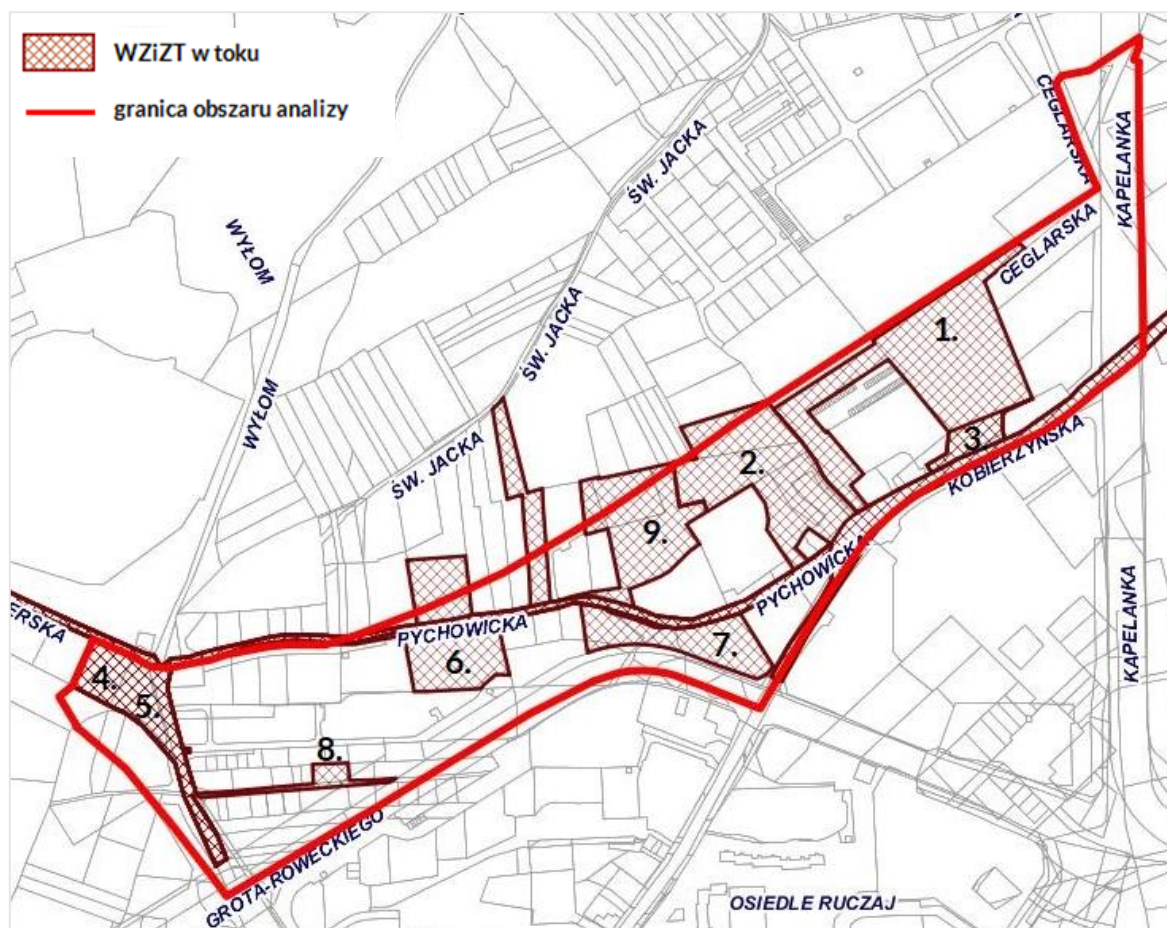 WZiZT w toku
granica obszaru analizy
CEGLARSKA
KAPELANKA
ŚW. JACKA
WYŁOM
CEGLARSKA
ŚW. JACKA
1.
WYŁOM
ŚW. JACKA
2.
3.
KOBIERZYŃSKA
9.
PYCHOWICKA
ERSKA
PYCHOWICKA
7.
6.
KAPELANKA
4.
5.
8.
GROTA-ROWECKIEGO
OSIEDLE RUCZAJ